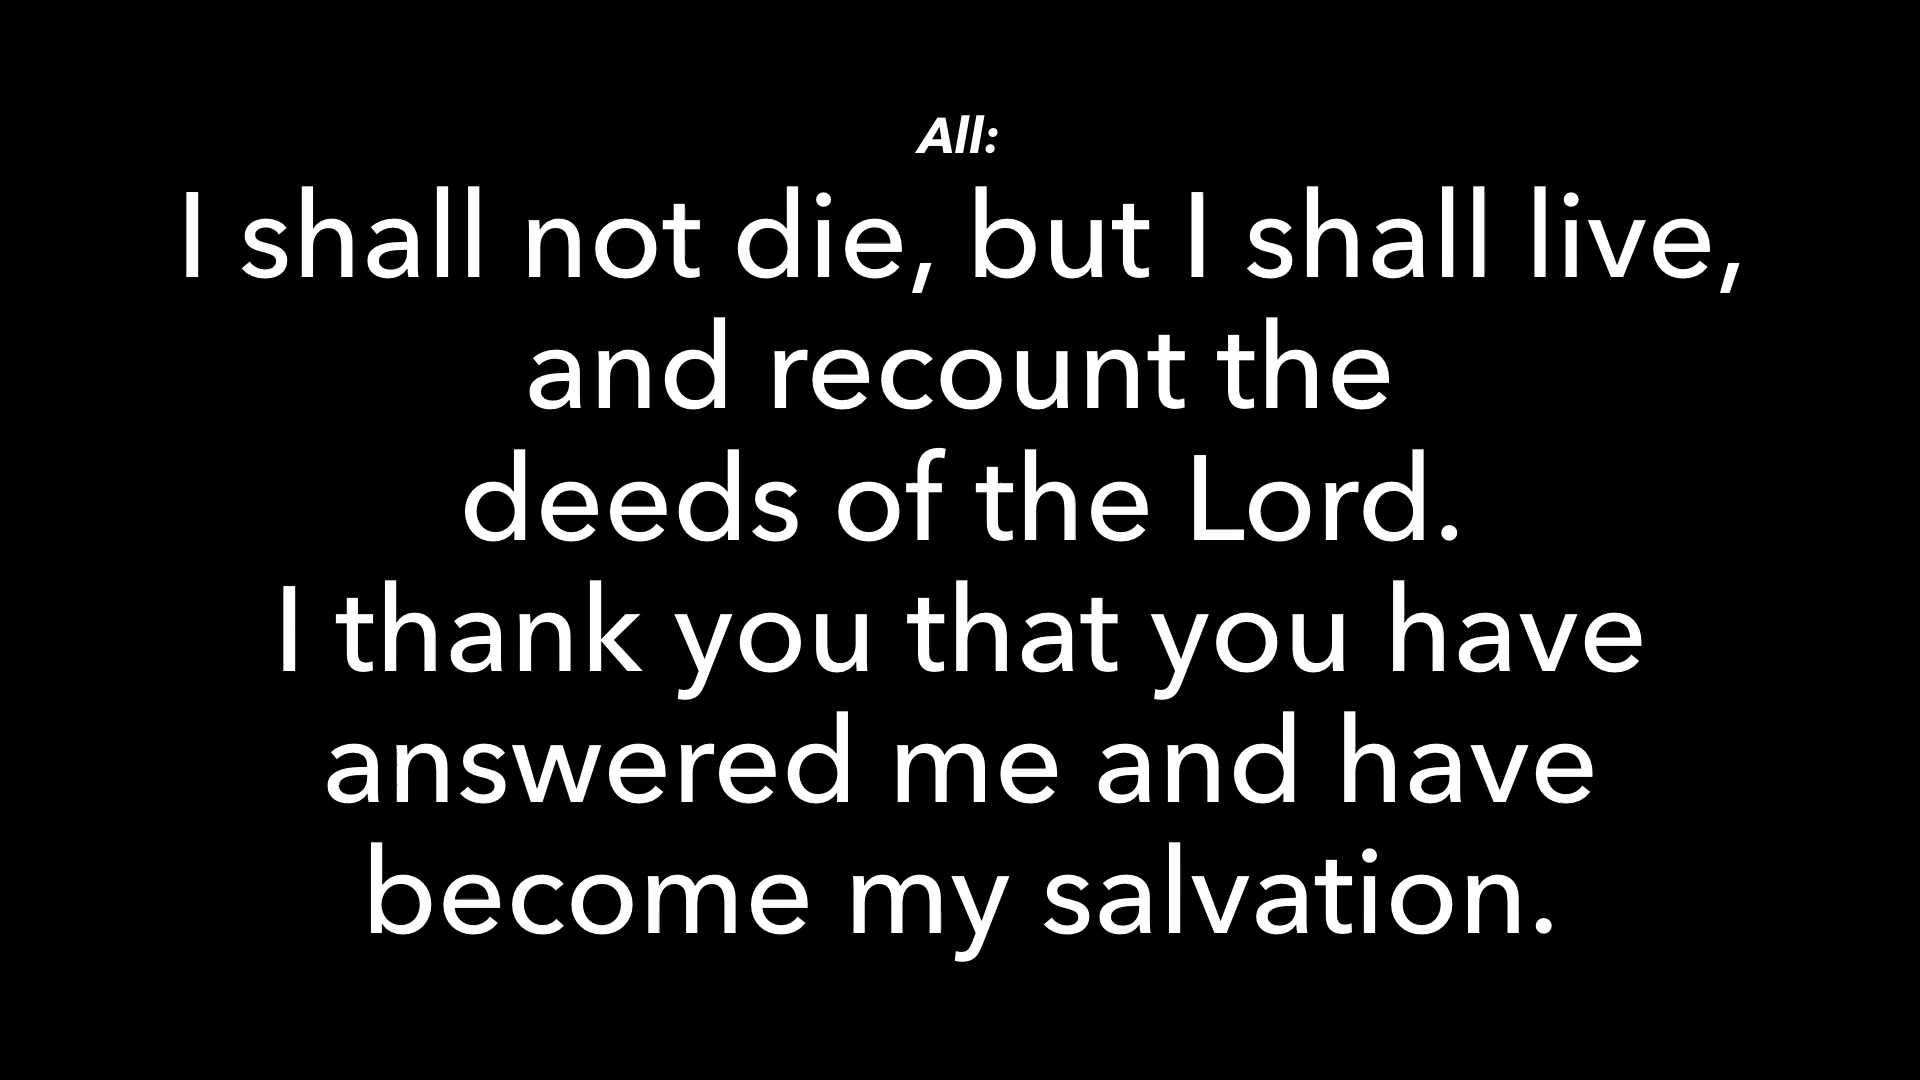 All:
I shall not die, but I shall live,
and recount the
deeds of the Lord.
I thank you that you have
answered me and have
become my salvation.